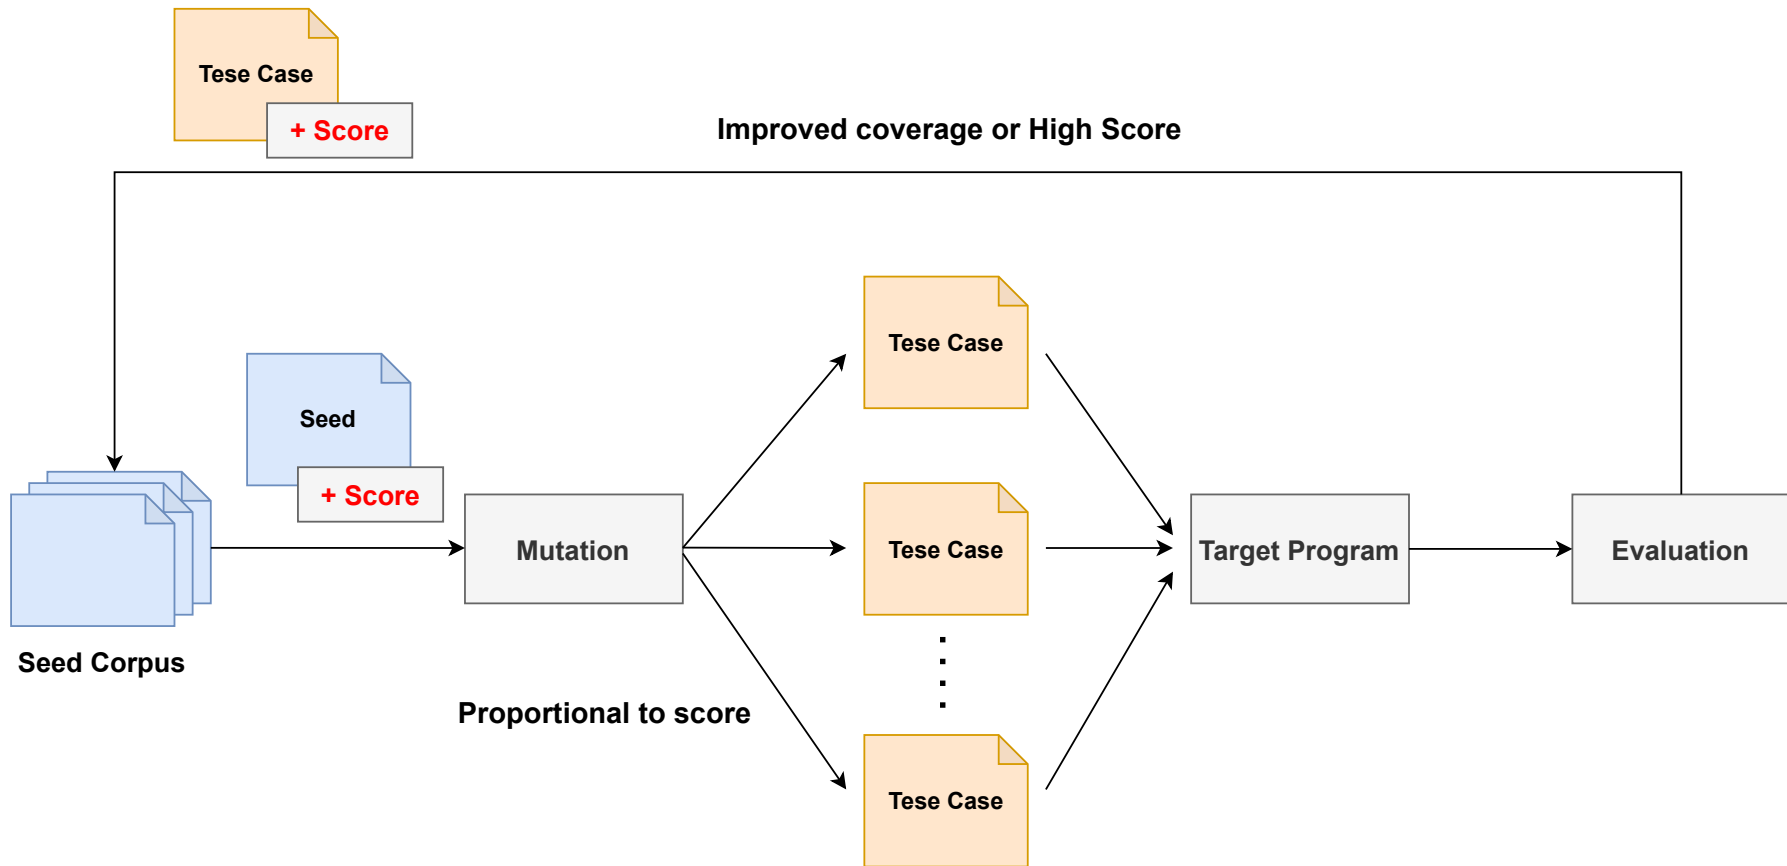 Tese Case
+ Score
Improved coverage or High Score
Tese Case
Seed
+ Score
Mutation
Tese Case
Target Program
Evaluation
Seed Corpus
Proportional to score
Tese Case